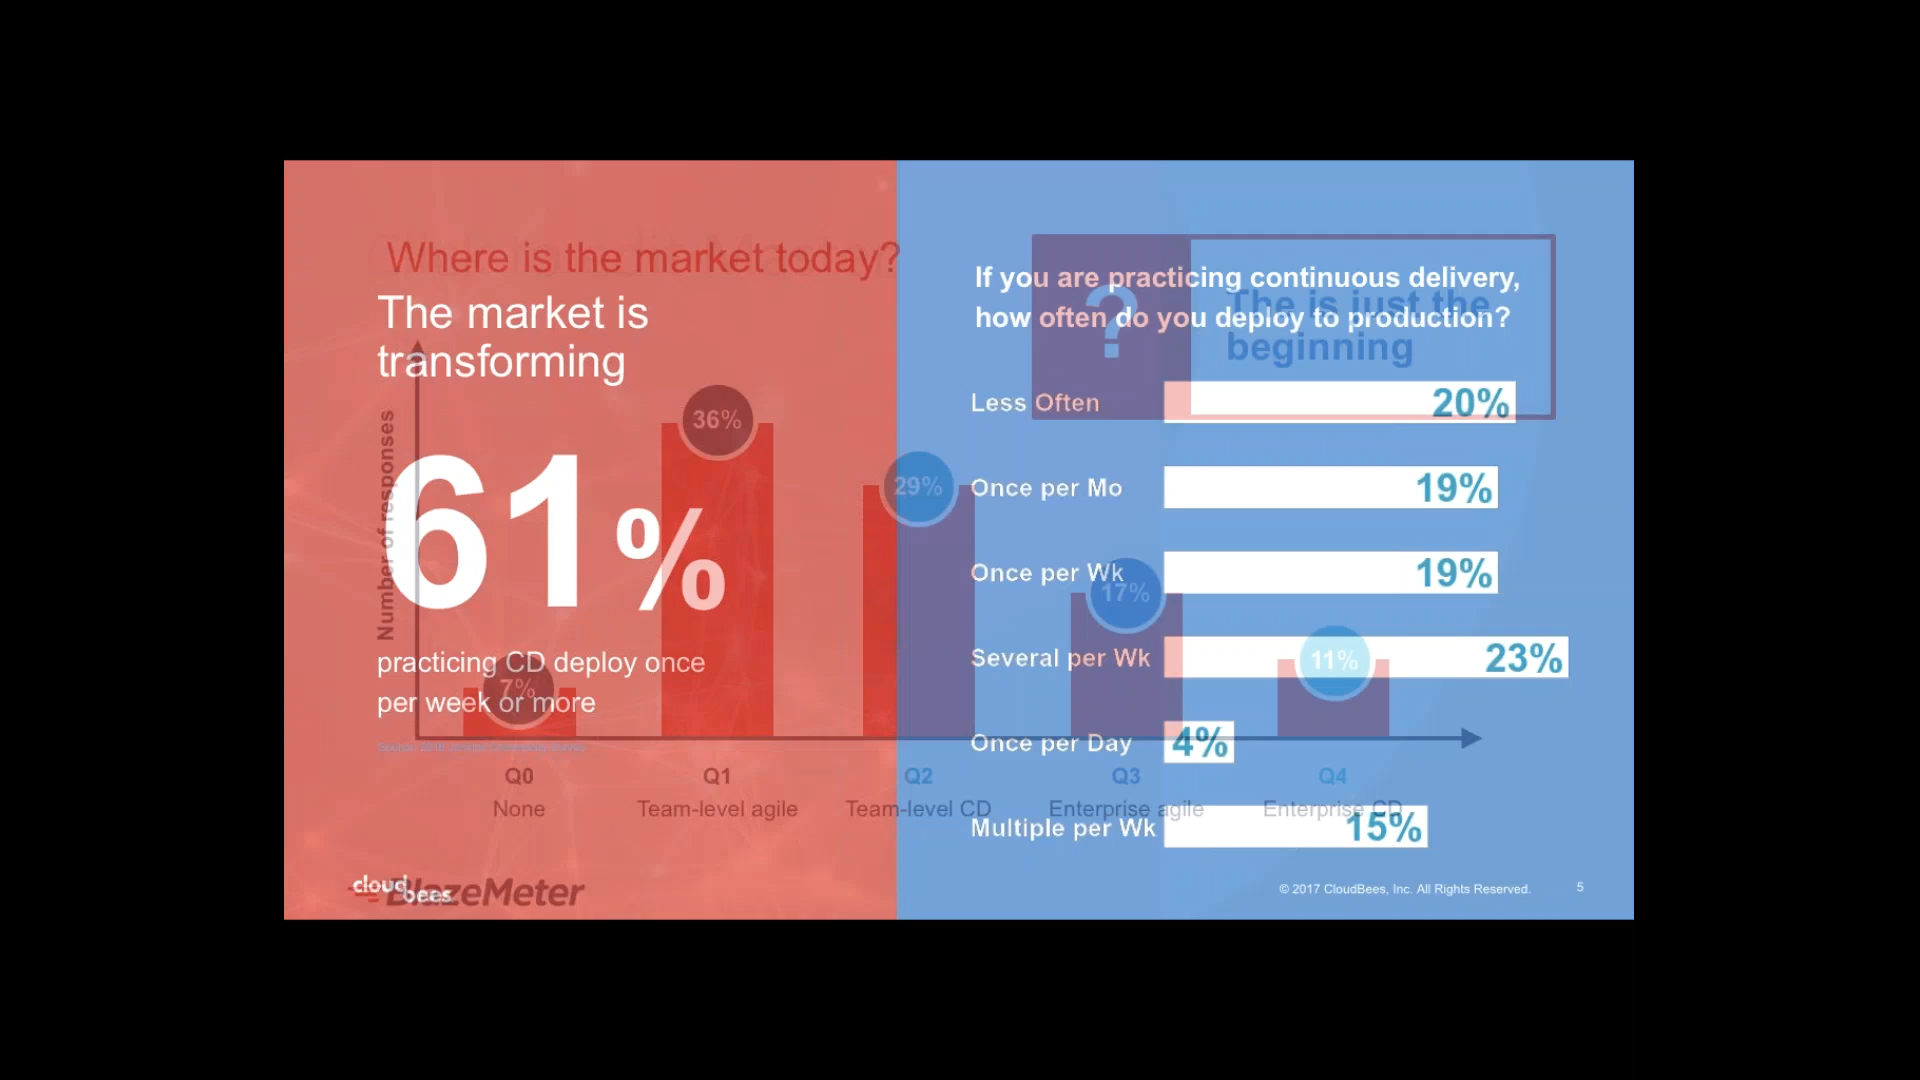 Where is the market today?
The market is
transforming
Number of responses
61%
practicing CD deploy once
per week or more
If you are practicing continuous delivery,
how often do you deploy to production?
?
The is just the
beginning
Less Often 20%
Once per Mo 19%
Once per Wk 19%
Several per Wk 23%
Once per Day 4%
Multiple per Wk 15%
7%
36%
29%
17%
11%
Q0 Q1 Q2 Q3 Q4
None Team-level agile Team-level CD Enterprise agile Enterprise CD
cloudbees
BlazeMeter
© 2017 CloudBees, Inc. All Rights Reserved. 5